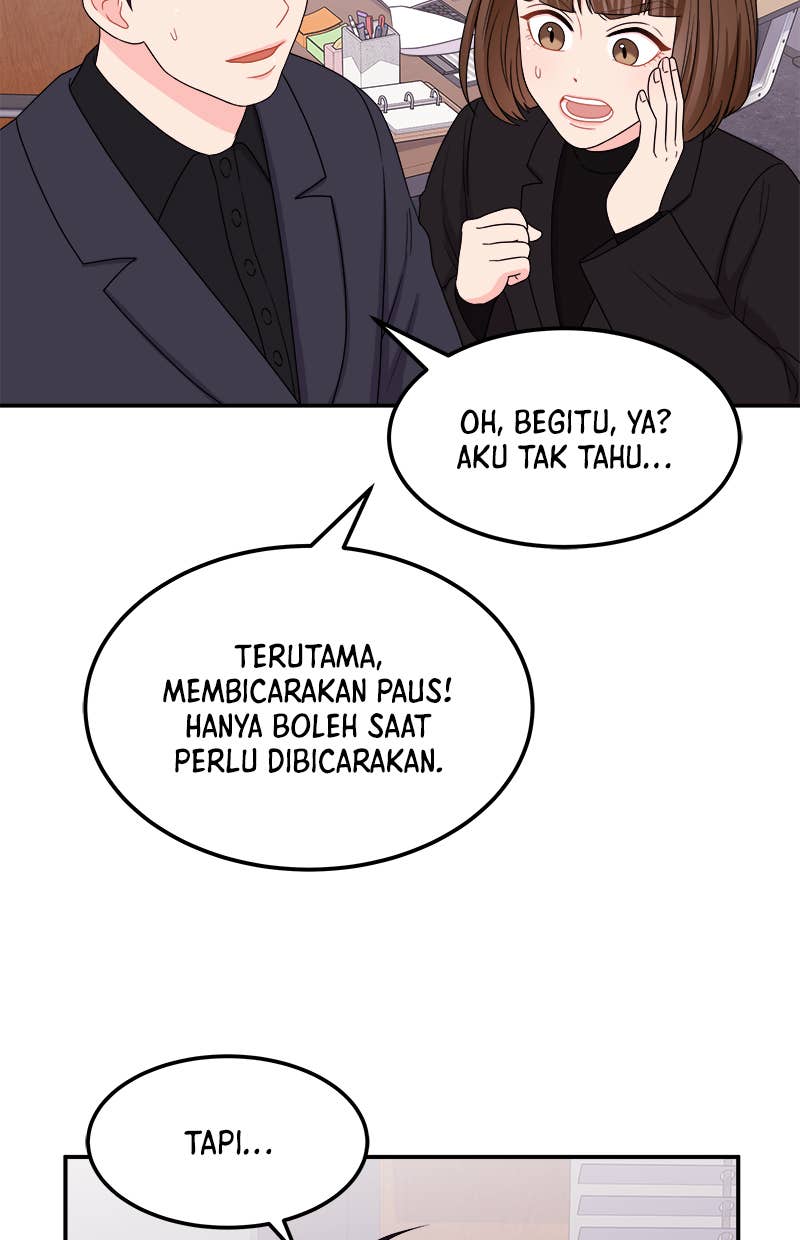 OH, BEGITU, YA?
AKU TAK TAHU...
TERUTAMA,
MEMBICARAKAN PAUS!
HANYA BOLEH SAAT
PERLU DIBICARAKAN.
TAPI...